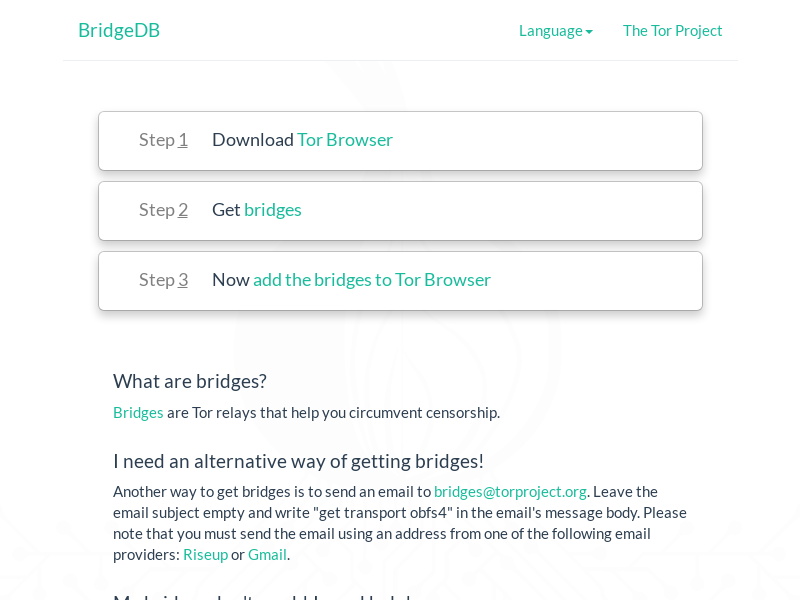 BridgeDB
Language
The Tor Project
Step 1 Download Tor Browser
Step 2 Get bridges
Step 3 Now add the bridges to Tor Browser
What are bridges?
Bridges are Tor relays that help you circumvent censorship.
I need an alternative way of getting bridges!
Another way to get bridges is to send an email to bridges@torproject.org. Leave the
email subject empty and write "get transport obfs4" in the email's message body. Please
note that you must send the email using an address from one of the following email
providers: Riseup or Gmail.